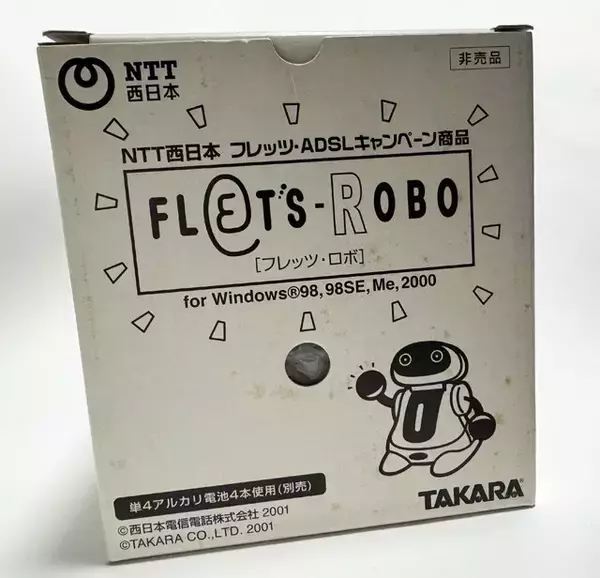 NTT
西日本
非売品
NTT西日本 フレッツ・ADSLキャンペーン商品
FLET'S-ROBO
[フレッツ・ロボ]
for Windows®98,98SE,Me,2000
0
単4アルカリ電池4本使用(別売)
©西日本電信電話株式会社 2001
©TAKARA CO.,LTD. 2001
TAKARA®